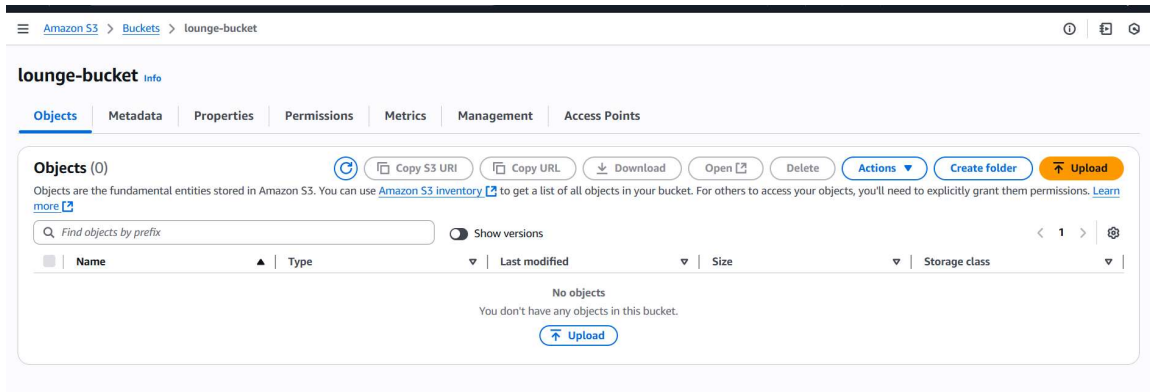 Amazon S3 > Buckets > lounge-bucket
lounge-bucket Info
Objects Metadata Properties Permissions Metrics Management Access Points
Objects (0) Copy S3 URI Copy URL Download Open Delete Actions Create folder Upload
Objects are the fundamental entities stored in Amazon S3. You can use Amazon S3 inventory to get a list of all objects in your bucket. For others to access your objects, you'll need to explicitly grant them permissions. Learn
more
Find objects by prefix Show versions < 1 >
Name Type Last modified Size Storage class
No objects
You don't have any objects in this bucket.
Upload